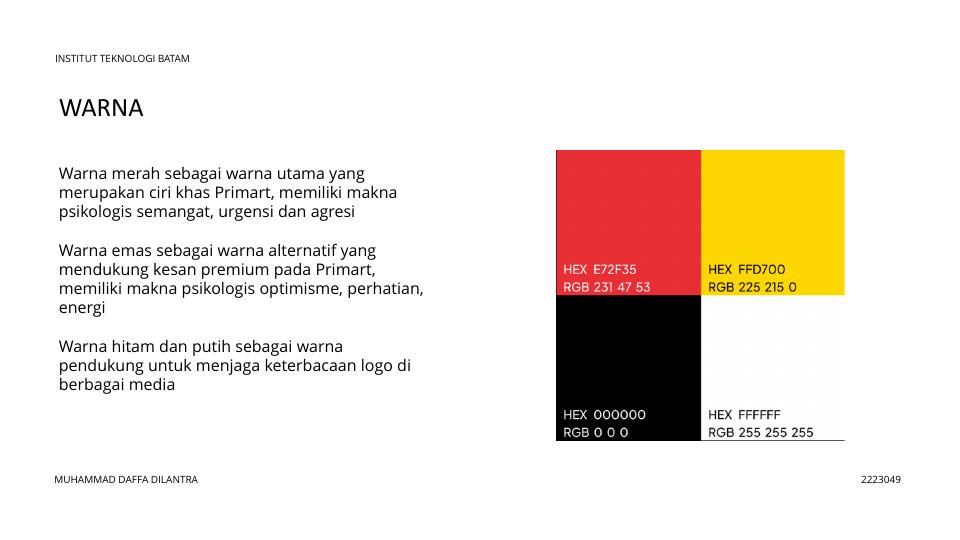 INSTITUT TEKNOLOGI BATAM
WARNA
Warna merah sebagai warna utama yang
merupakan ciri khas Primart, memiliki makna
psikologis semangat, urgensi dan agresi
Warna emas sebagai warna alternatif yang
mendukung kesan premium pada Primart,
memiliki makna psikologis optimisme, perhatian,
energi
Warna hitam dan putih sebagai warna
pendukung untuk menjaga keterbacaan logo di
berbagai media
HEX E72F35
RGB 231 47 53
HEX FFD700
RGB 225 215 0
HEX 000000
RGB 0 0 0
HEX FFFFFF
RGB 255 255 255
MUHAMMAD DAFFA DILANTRA
2223049